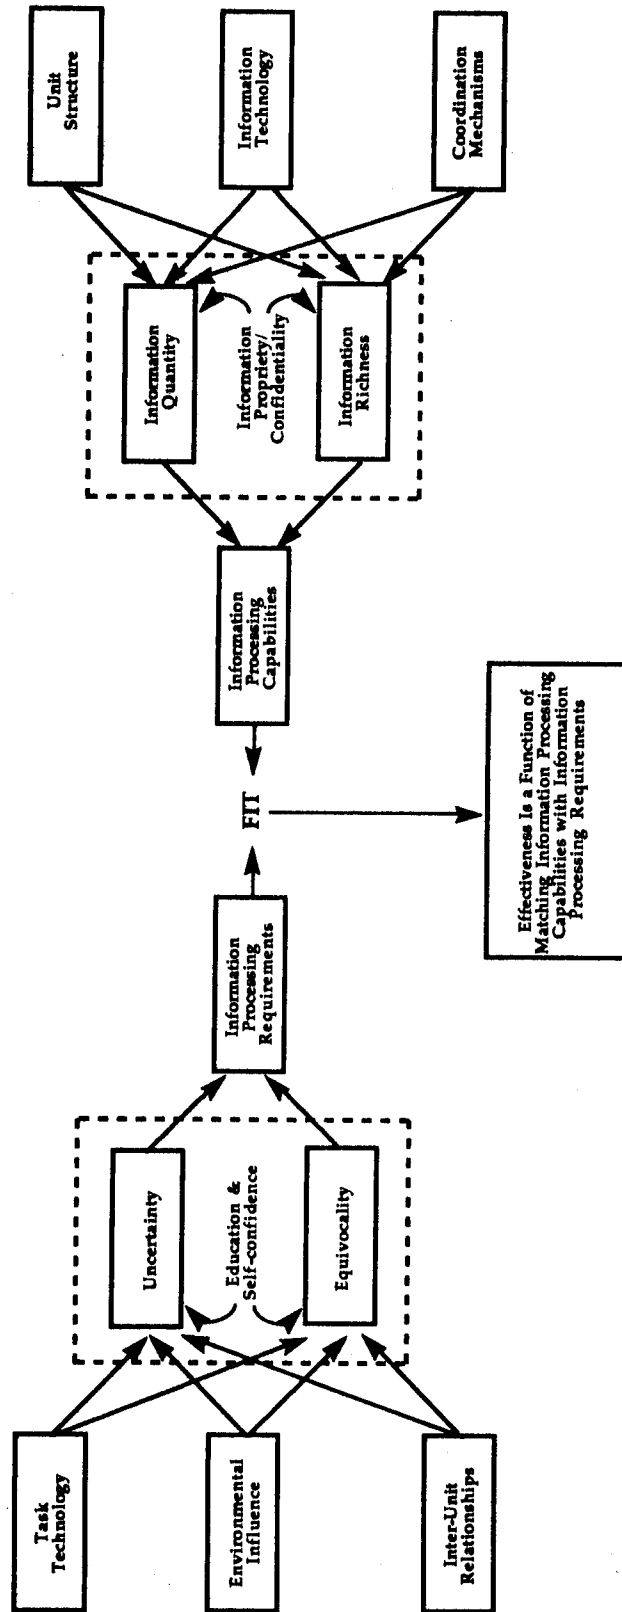 Task
Technology
Environmental
Influence
Inter-Unit
Relationships
Uncertainty
Education &
Self-confidence
Equivocality
Information
Processing
Requirements
FIT
Information
Processing
Capabilities
Information
Quantity
Information
Propriety/
Confidentiality
Information
Richness
Unit
Structure
Information
Technology
Coordination
Mechanisms
Effectiveness Is a Function of
Matching Information Processing
Capabilities with Information
Processing Requirements